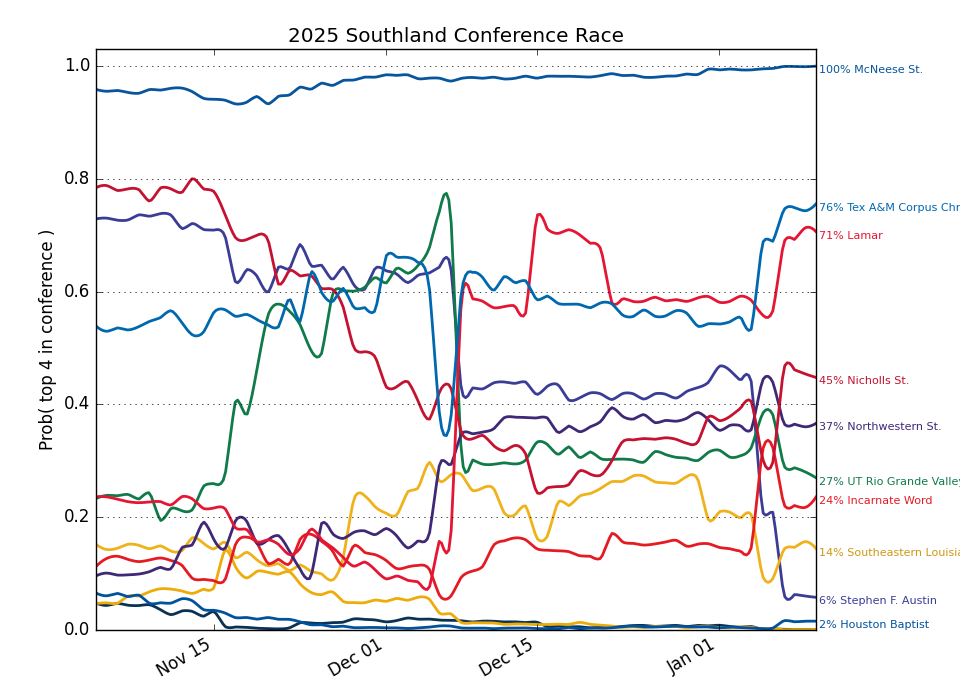 2025 Southland Conference Race
Prob( top 4 in conference )
1.0
0.8
0.6
0.4
0.2
0.0
Nov 15
Dec 01
Dec 15
Jan 01
100% McNeese St.
76% Tex A&M Corpus Chr
71% Lamar
45% Nicholls St.
37% Northwestern St.
27% UT Rio Grande Valley
24% Incarnate Word
14% Southeastern Louisia
6% Stephen F. Austin
2% Houston Baptist